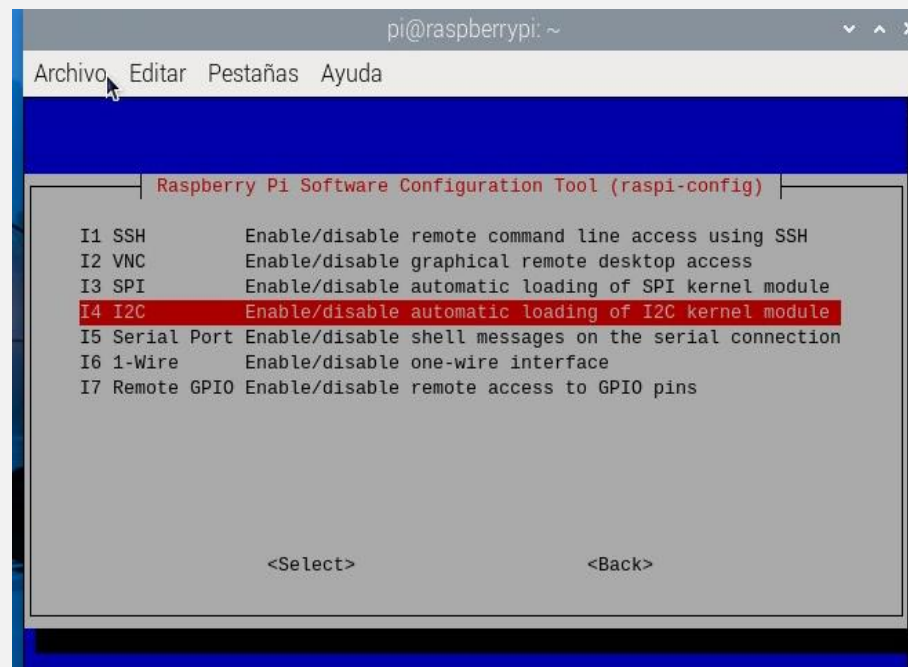 pi@raspberrypi: ~
Archivo Editar Pestañas Ayuda
Raspberry Pi Software Configuration Tool (raspi-config)
I1 SSH Enable/disable remote command line access using SSH
I2 VNC Enable/disable graphical remote desktop access
I3 SPI Enable/disable automatic loading of SPI kernel module
I4 I2C Enable/disable automatic loading of I2C kernel module
I5 Serial Port Enable/disable shell messages on the serial connection
I6 1-Wire Enable/disable one-wire interface
I7 Remote GPIO Enable/disable remote access to GPIO pins
<Select> <Back>